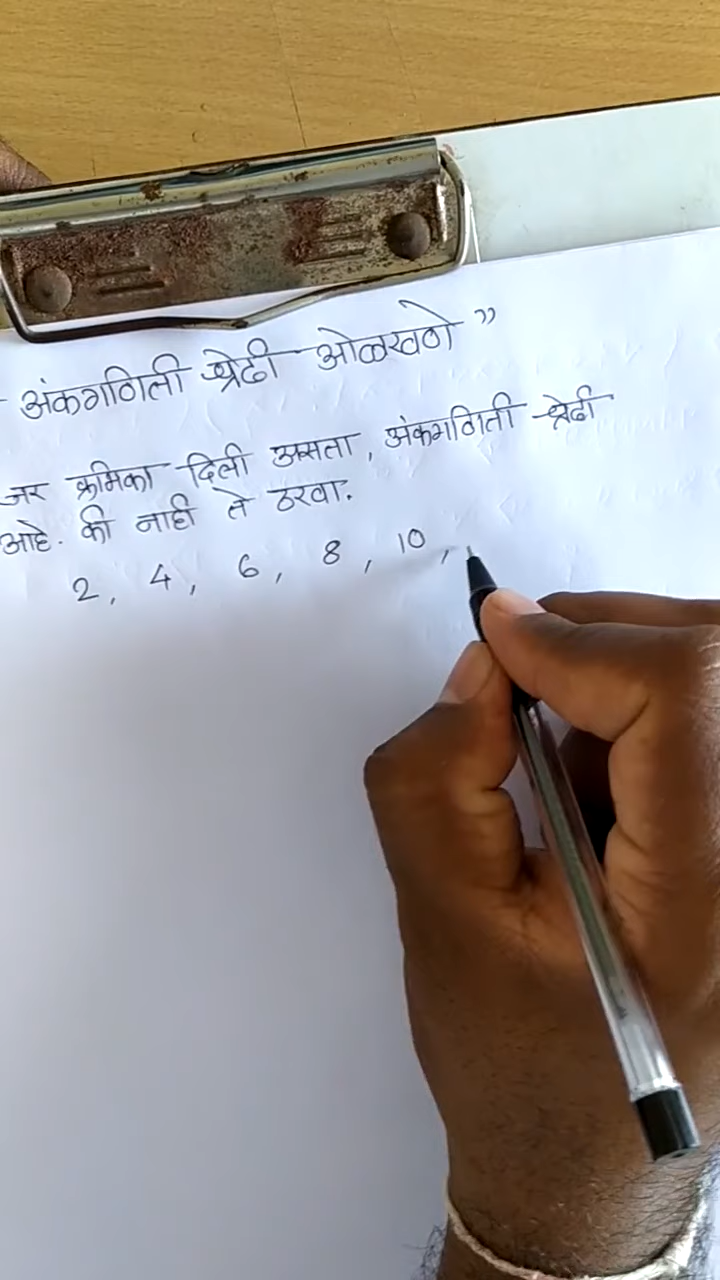 अंकगणिती श्रेढी ओळखणे ”
जर क्रमिका दिली असता, अंकगणिती श्रेढी
आहे. की नाही ते ठरवा.
2, 4, 6, 8, 10,